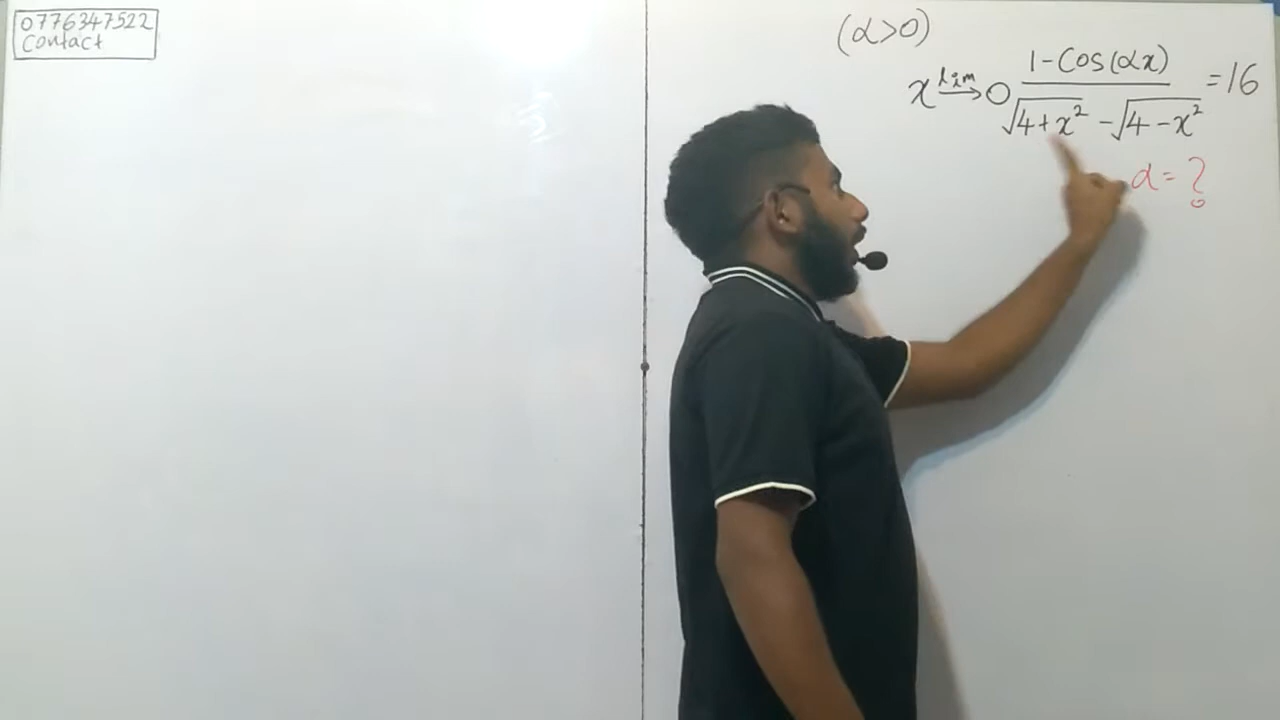 0776347522
Contact
(α>0)
lim x→0 (1-Cos(αx))/(√(4+x²) - √(4-x²)) = 16
α = ?